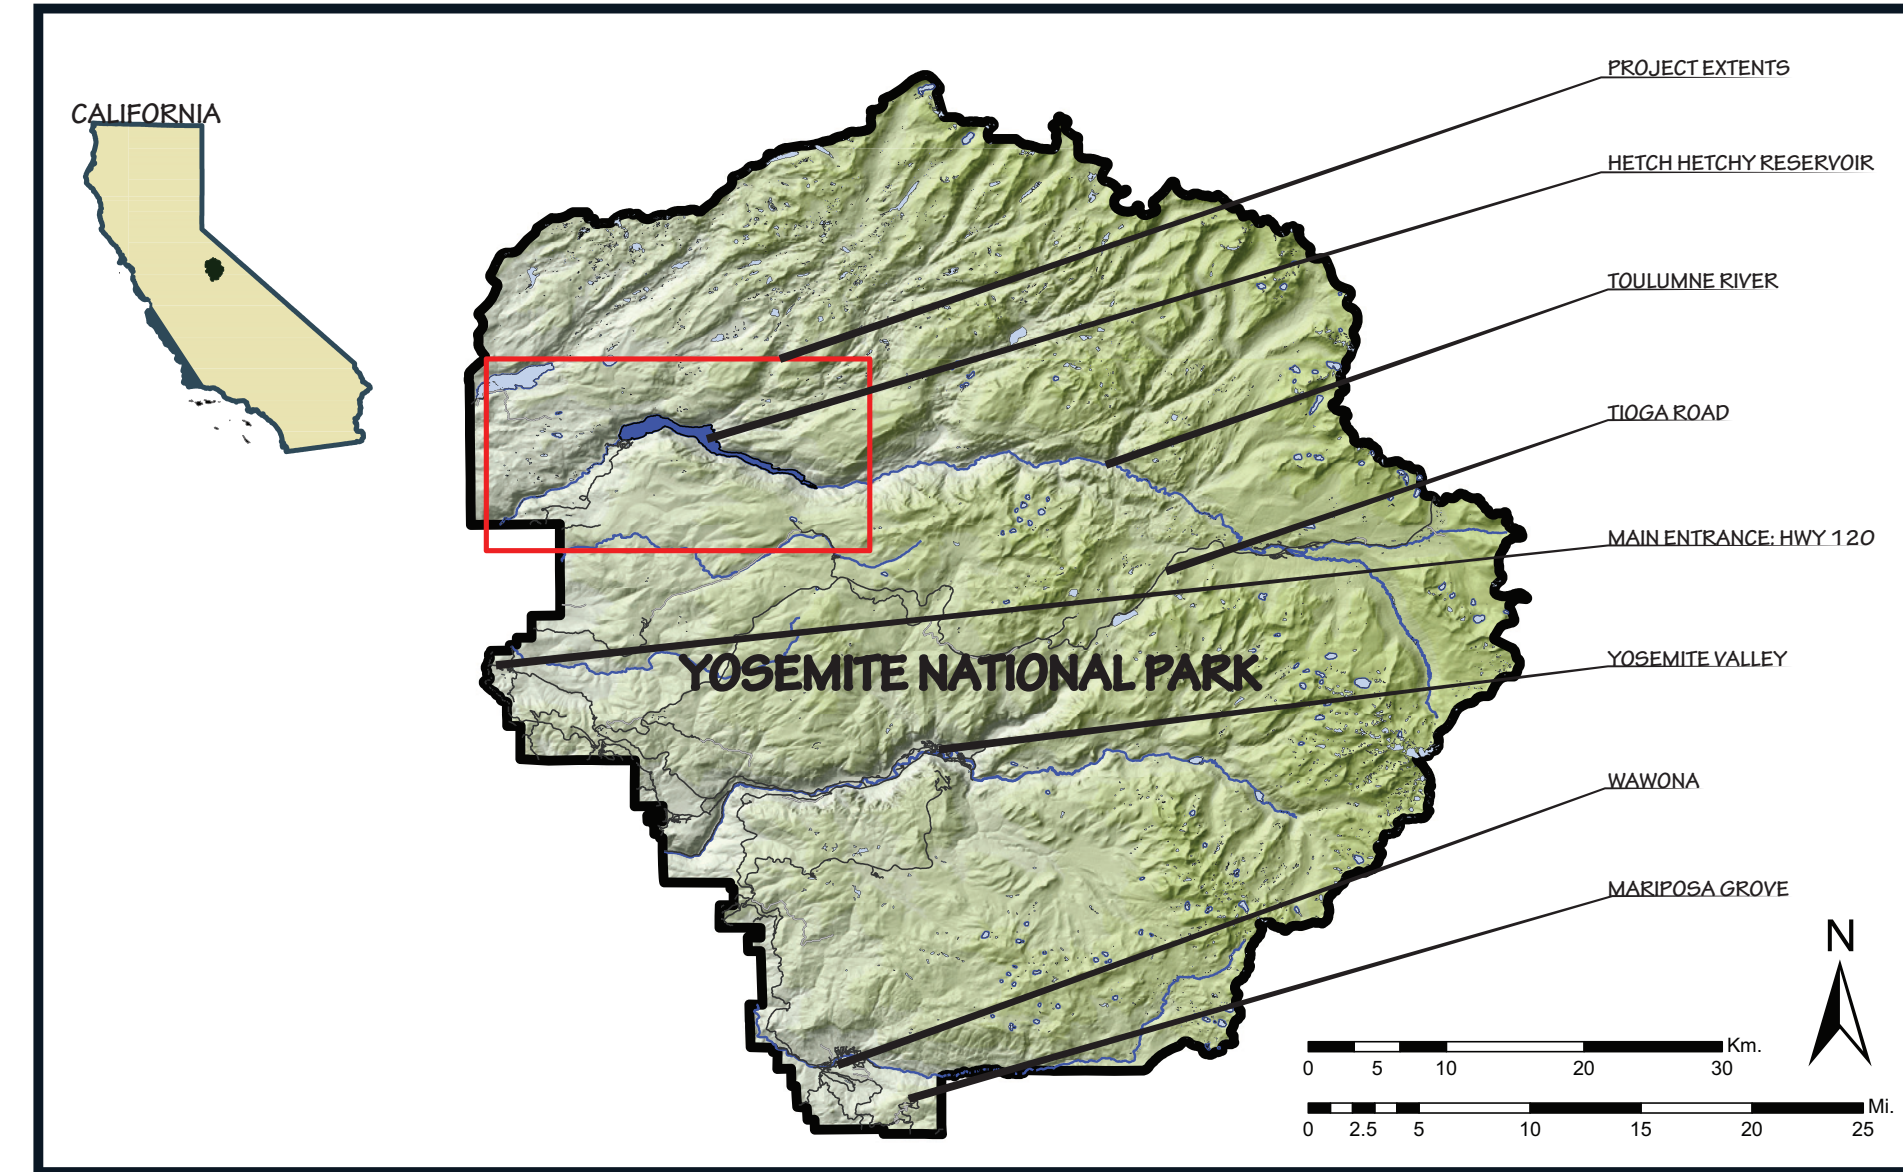 CALIFORNIA
PROJECT EXTENTS
HETCH HETCHY RESERVOIR
TOULUMNE RIVER
TIOGA ROAD
MAIN ENTRANCE: HWY 120
YOSEMITE NATIONAL PARK
YOSEMITE VALLEY
WAWONA
MARIPOSA GROVE
N
Km.
0 5 10 20 30
Mi.
0 2.5 5 10 15 20 25